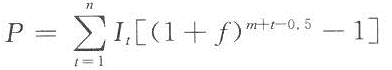 P = \sum_{t=1}^{n} I_t[(1 + f)^{m+t-0.5} - 1]